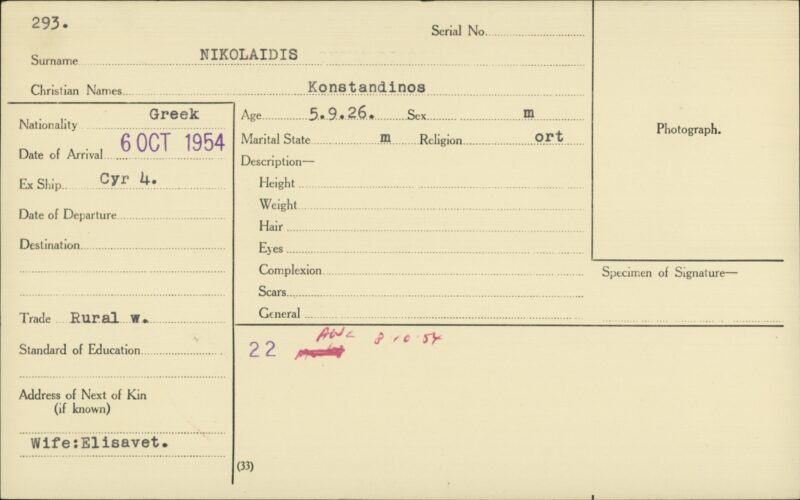 293.
Serial No.
Surname NIKOLAIDIS
Christian Names Konstandinos
Nationality Greek
Date of Arrival 6 OCT 1954
Ex Ship Cyr 4.
Date of Departure
Destination
Trade Rural w.
Standard of Education
Address of Next of Kin
(if known)
Wife:Elisavet.
Age 5.9.26. Sex m
Marital State m Religion ort
Description—
Height
Weight
Hair
Eyes
Complexion
Scars
General
Photograph.
Specimen of Signature—
22 8.10.54
(33)